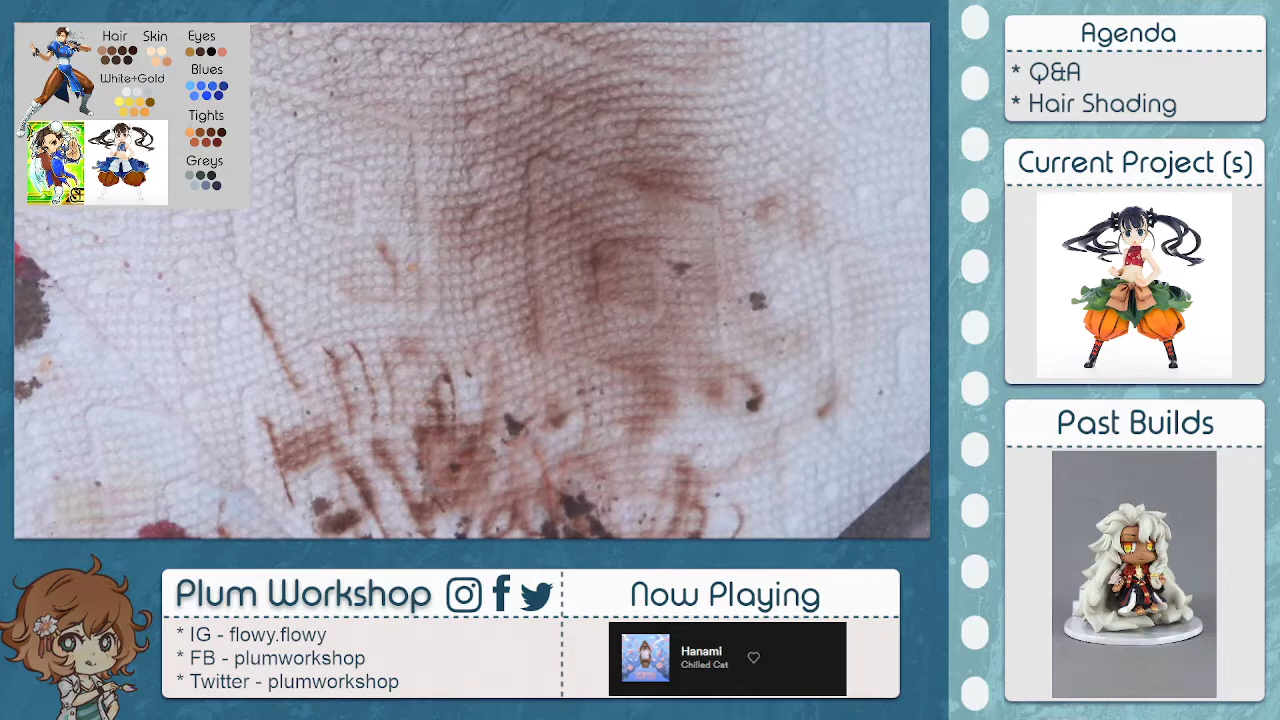 Hair
Skin
Eyes
White+Gold
Blues
Tights
Greys
Agenda
* Q&A
* Hair Shading
Current Project (s)
Past Builds
Plum Workshop
* IG - flowy.flowy
* FB - plumworkshop
* Twitter - plumworkshop
Now Playing
Hanami
Chilled Cat